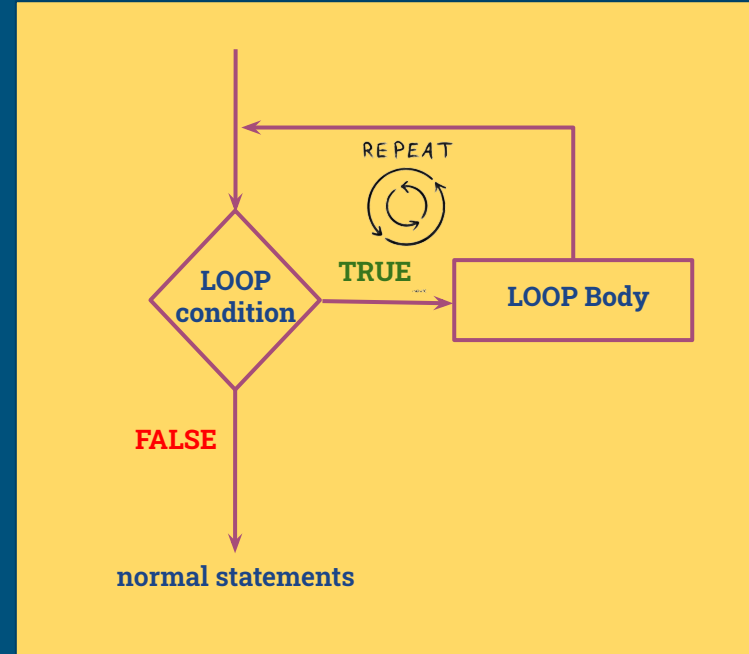 REPEAT
LOOP
condition
TRUE
LOOP Body
FALSE
normal statements